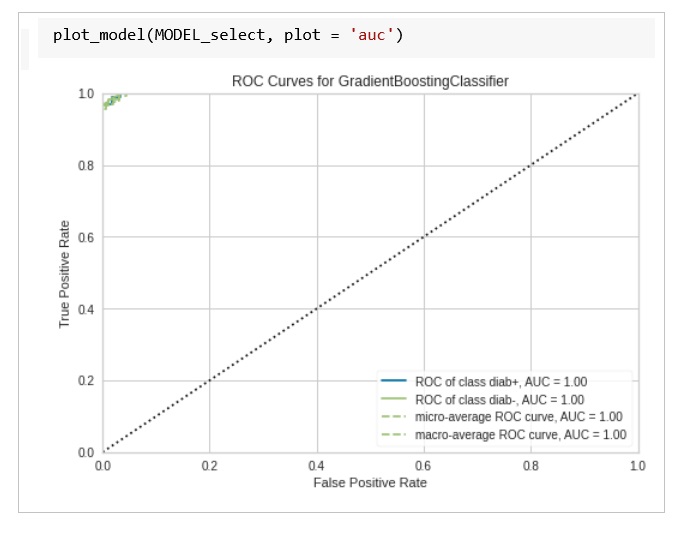 plot_model(MODEL_select, plot = 'auc')
ROC Curves for GradientBoostingClassifier
1.0
0.8
0.6
0.4
0.2
0.0
True Positive Rate
ROC of class diab+, AUC = 1.00
ROC of class diab-, AUC = 1.00
micro-average ROC curve, AUC = 1.00
macro-average ROC curve, AUC = 1.00
0.0 0.2 0.4 0.6 0.8 1.0
False Positive Rate